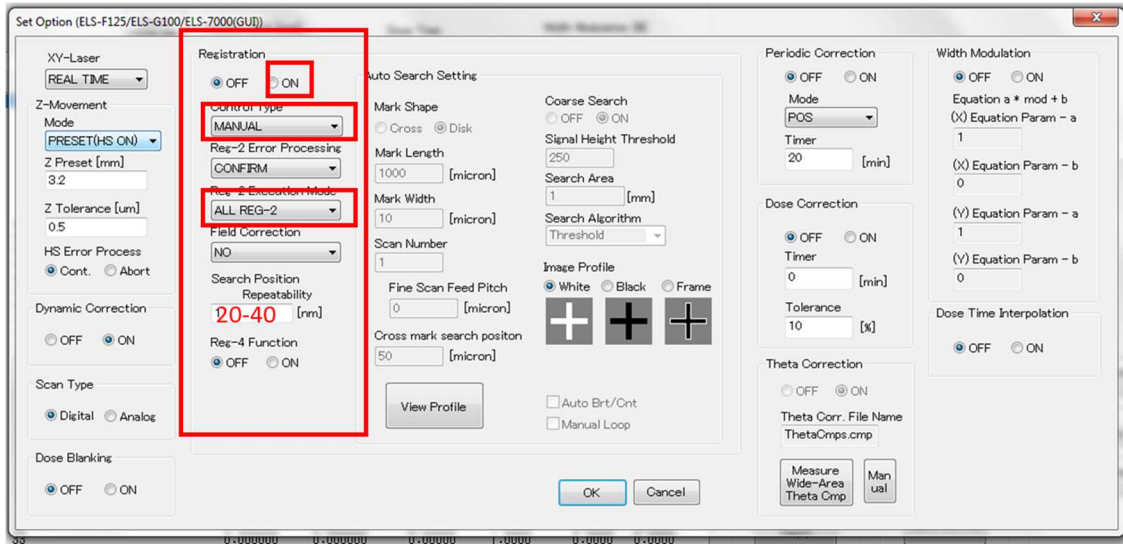 Set Option (ELS-F125/ELS-G100/ELS-7000(GUI))
XY-Laser
REAL TIME
Z-Movement
Mode
PRESET(HS ON)
Z Preset [mm]
3.2
Z Tolerance [um]
0.5
HS Error Process
Cont. Abort
Dynamic Correction
OFF ON
Scan Type
Digital Analog
Dose Blanking
OFF ON
Registration
OFF ON
Control Type
MANUAL
Reg-2 Error Processing
CONFIRM
Reg-2 Execution Mode
ALL REG-2
Field Correction
NO
Search Position
Repeatability
20-40 [nm]
Reg-4 Function
OFF ON
Auto Search Setting
Mark Shape
Cross Disk
Mark Length
1000 [micron]
Mark Width
10 [micron]
Scan Number
1
Fine Scan Feed Pitch
0 [micron]
Cross mark search positon
50 [micron]
View Profile
Coarse Search
OFF ON
Signal Height Threshold
250
Search Area
1 [mm]
Search Algorithm
Threshold
Image Profile
White Black Frame
Auto Brt/Cnt
Manual Loop
OK Cancel
Periodic Correction
OFF ON
Mode
POS
Timer
20 [min]
Dose Correction
OFF ON
Timer
0 [min]
Tolerance
10 [%]
Theta Correction
OFF ON
Theta Corr. File Name
ThetaCmps.cmp
Measure
Wide-Area
Theta Cmp
Man
ual
Width Modulation
OFF ON
Equation a * mod + b
(X) Equation Param - a
1
(X) Equation Param - b
0
(Y) Equation Param - a
1
(Y) Equation Param - b
0
Dose Time Interpolation
OFF ON